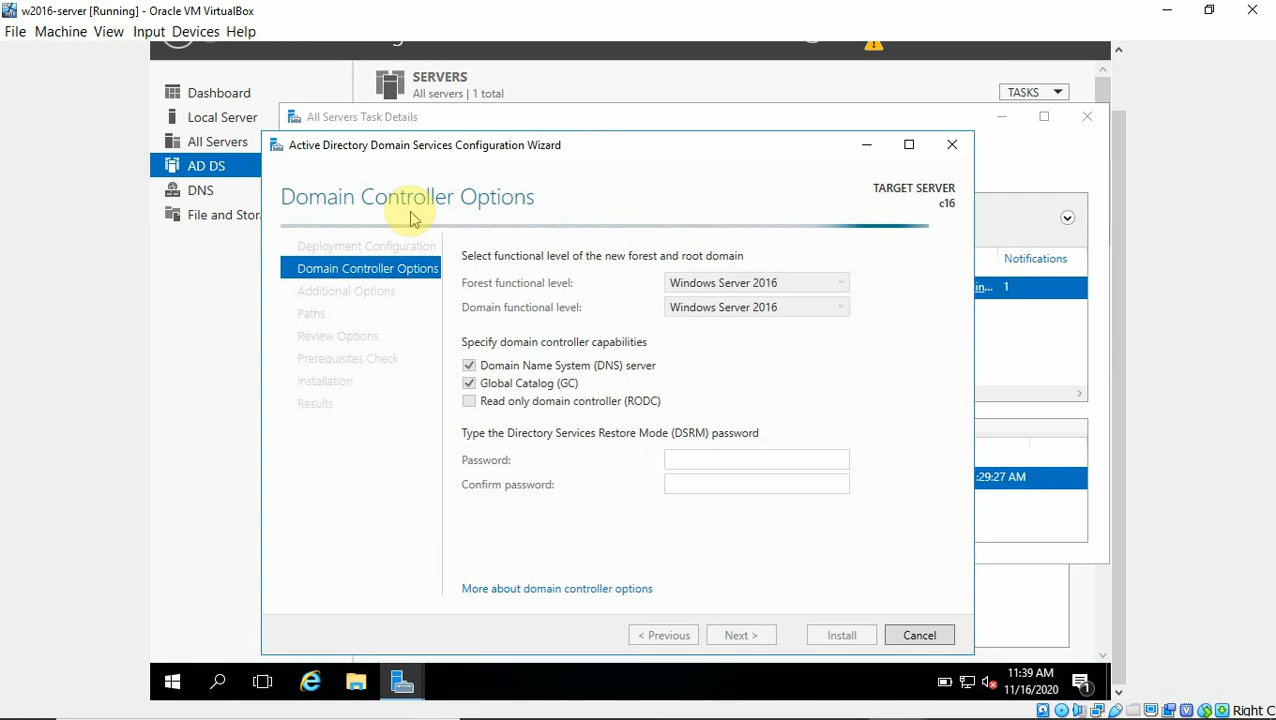 w2016-server [Running] - Oracle VM VirtualBox
File Machine View Input Devices Help
SERVERS
All servers | 1 total
TASKS
Dashboard
Local Server
All Servers
AD DS
DNS
File and Stora
All Servers Task Details
Active Directory Domain Services Configuration Wizard
Domain Controller Options
TARGET SERVER
c16
Deployment Configuration
Domain Controller Options
Additional Options
Paths
Review Options
Prerequisites Check
Installation
Results
Select functional level of the new forest and root domain
Forest functional level: Windows Server 2016
Domain functional level: Windows Server 2016
Specify domain controller capabilities
Domain Name System (DNS) server
Global Catalog (GC)
Read only domain controller (RODC)
Type the Directory Services Restore Mode (DSRM) password
Password:
Confirm password:
More about domain controller options
< Previous Next > Install Cancel
Notifications
in... 1
:29:27 AM
11:39 AM
11/16/2020
1
Right C